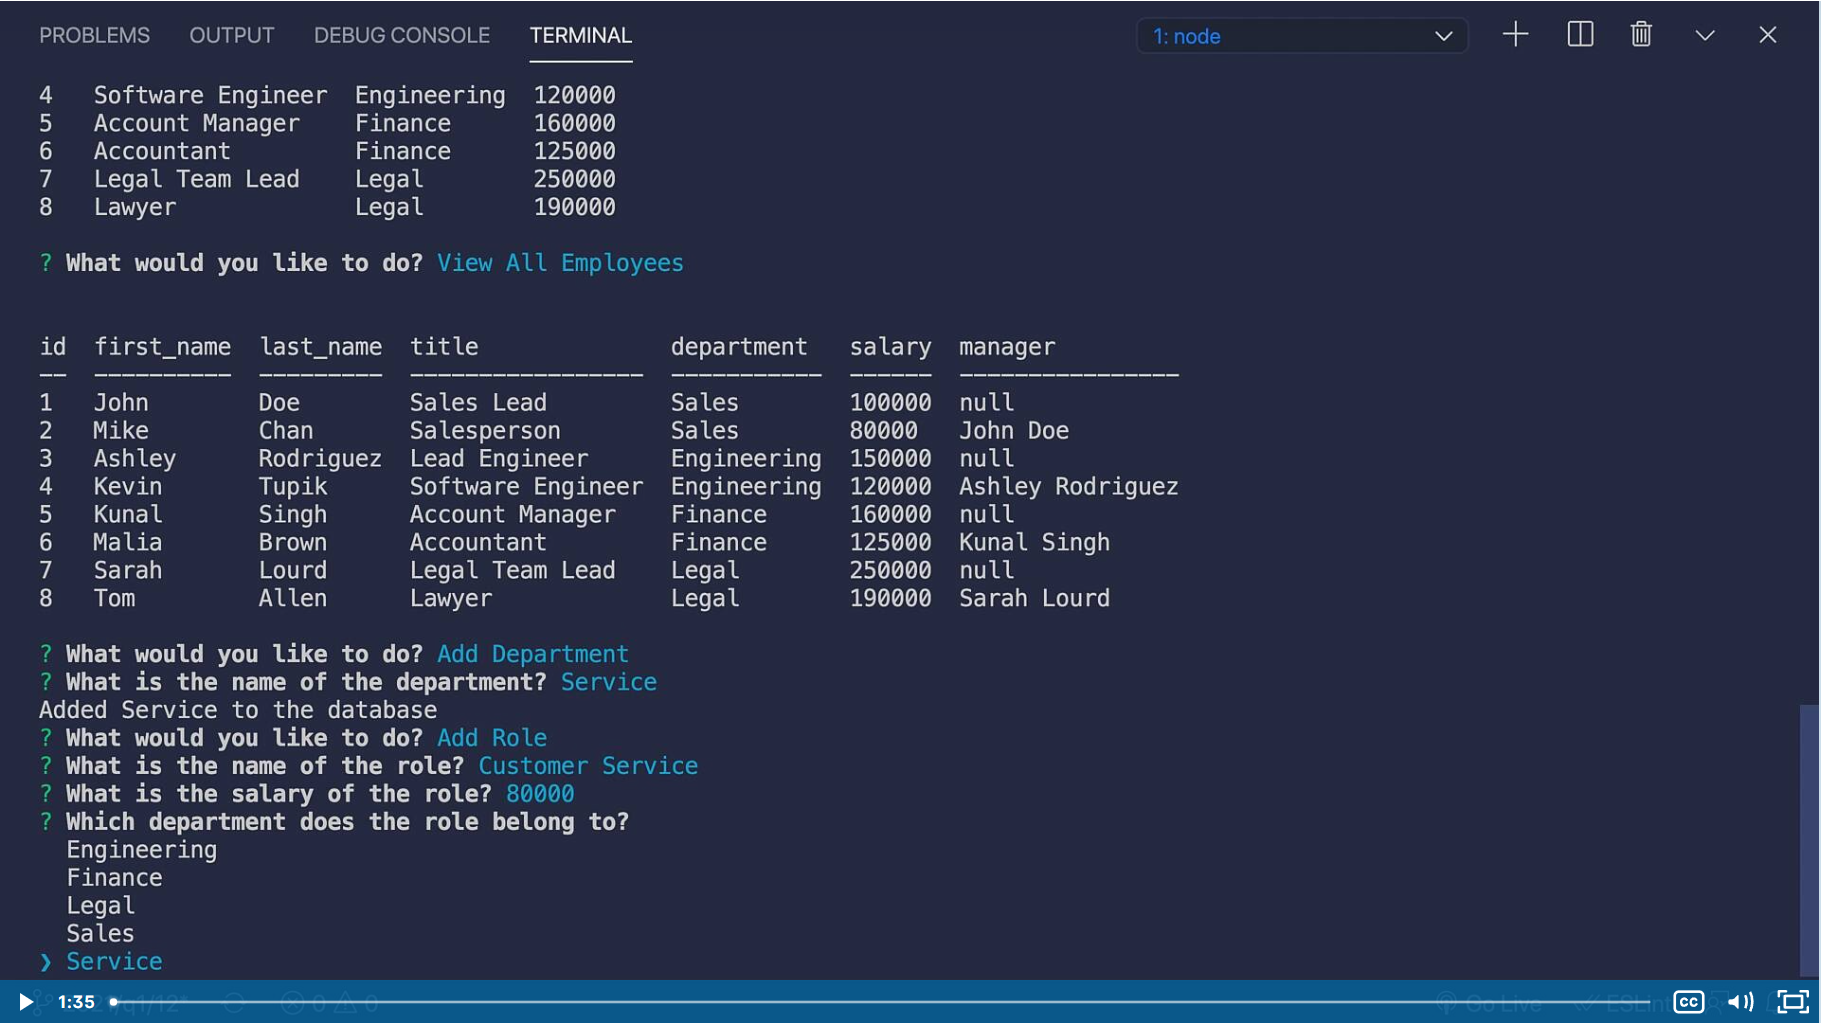 PROBLEMS OUTPUT DEBUG CONSOLE TERMINAL 1: node
4 Software Engineer Engineering 120000
5 Account Manager Finance 160000
6 Accountant Finance 125000
7 Legal Team Lead Legal 250000
8 Lawyer Legal 190000
? What would you like to do? View All Employees
id first_name last_name title department salary manager
-- ---------- --------- ----------------- ----------- ------ ----------------
1 John Doe Sales Lead Sales 100000 null
2 Mike Chan Salesperson Sales 80000 John Doe
3 Ashley Rodriguez Lead Engineer Engineering 150000 null
4 Kevin Tupik Software Engineer Engineering 120000 Ashley Rodriguez
5 Kunal Singh Account Manager Finance 160000 null
6 Malia Brown Accountant Finance 125000 Kunal Singh
7 Sarah Lourd Legal Team Lead Legal 250000 null
8 Tom Allen Lawyer Legal 190000 Sarah Lourd
? What would you like to do? Add Department
? What is the name of the department? Service
Added Service to the database
? What would you like to do? Add Role
? What is the name of the role? Customer Service
? What is the salary of the role? 80000
? Which department does the role belong to?
Engineering
Finance
Legal
Sales
❯ Service
1:35 0 0 Go Live ESLint CC